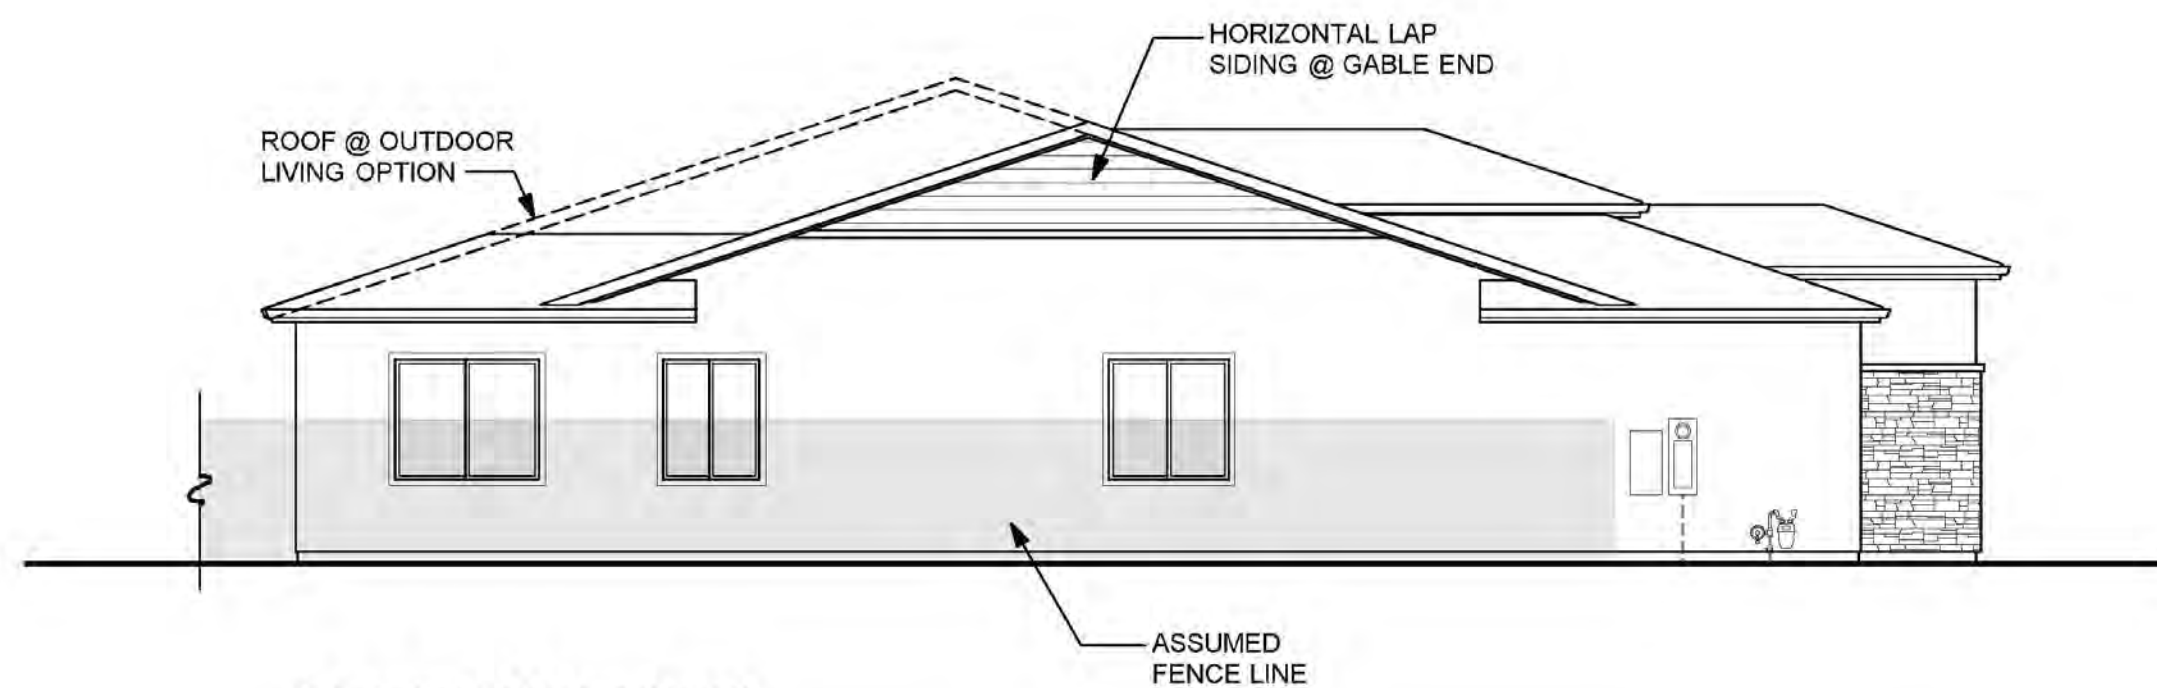 HORIZONTAL LAP
SIDING @ GABLE END
ROOF @ OUTDOOR
LIVING OPTION
ASSUMED
FENCE LINE